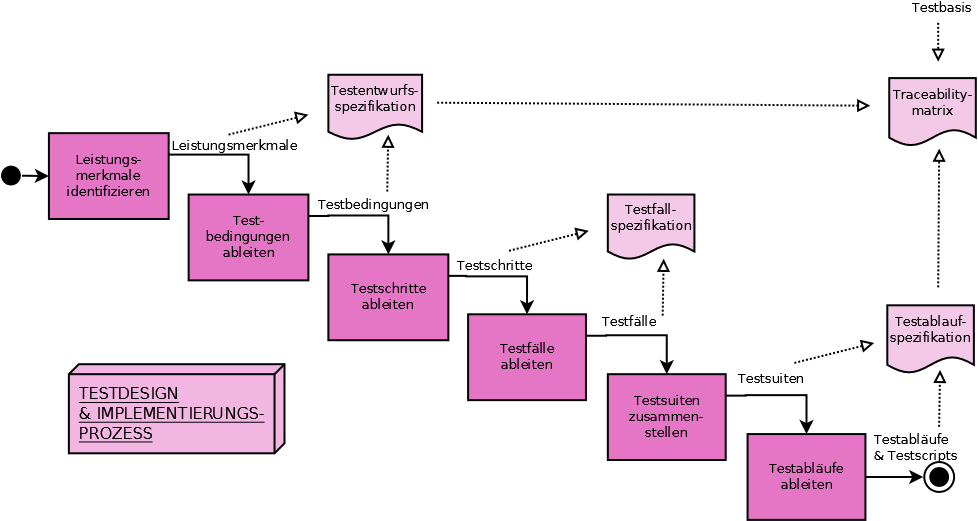 Testbasis
Testentwurfs-
spezifikation
Traceability-
matrix
Leistungs-
merkmale
identifizieren
Leistungsmerkmale
Test-
bedingungen
ableiten
Testbedingungen
Testfall-
spezifikation
Testschritte
ableiten
Testschritte
Testfälle
ableiten
Testfälle
Testablauf-
spezifikation
TESTDESIGN
& IMPLEMENTIERUNGS-
PROZESS
Testsuiten
zusammen-
stellen
Testsuiten
Testabläufe
ableiten
Testabläufe
& Testscripts